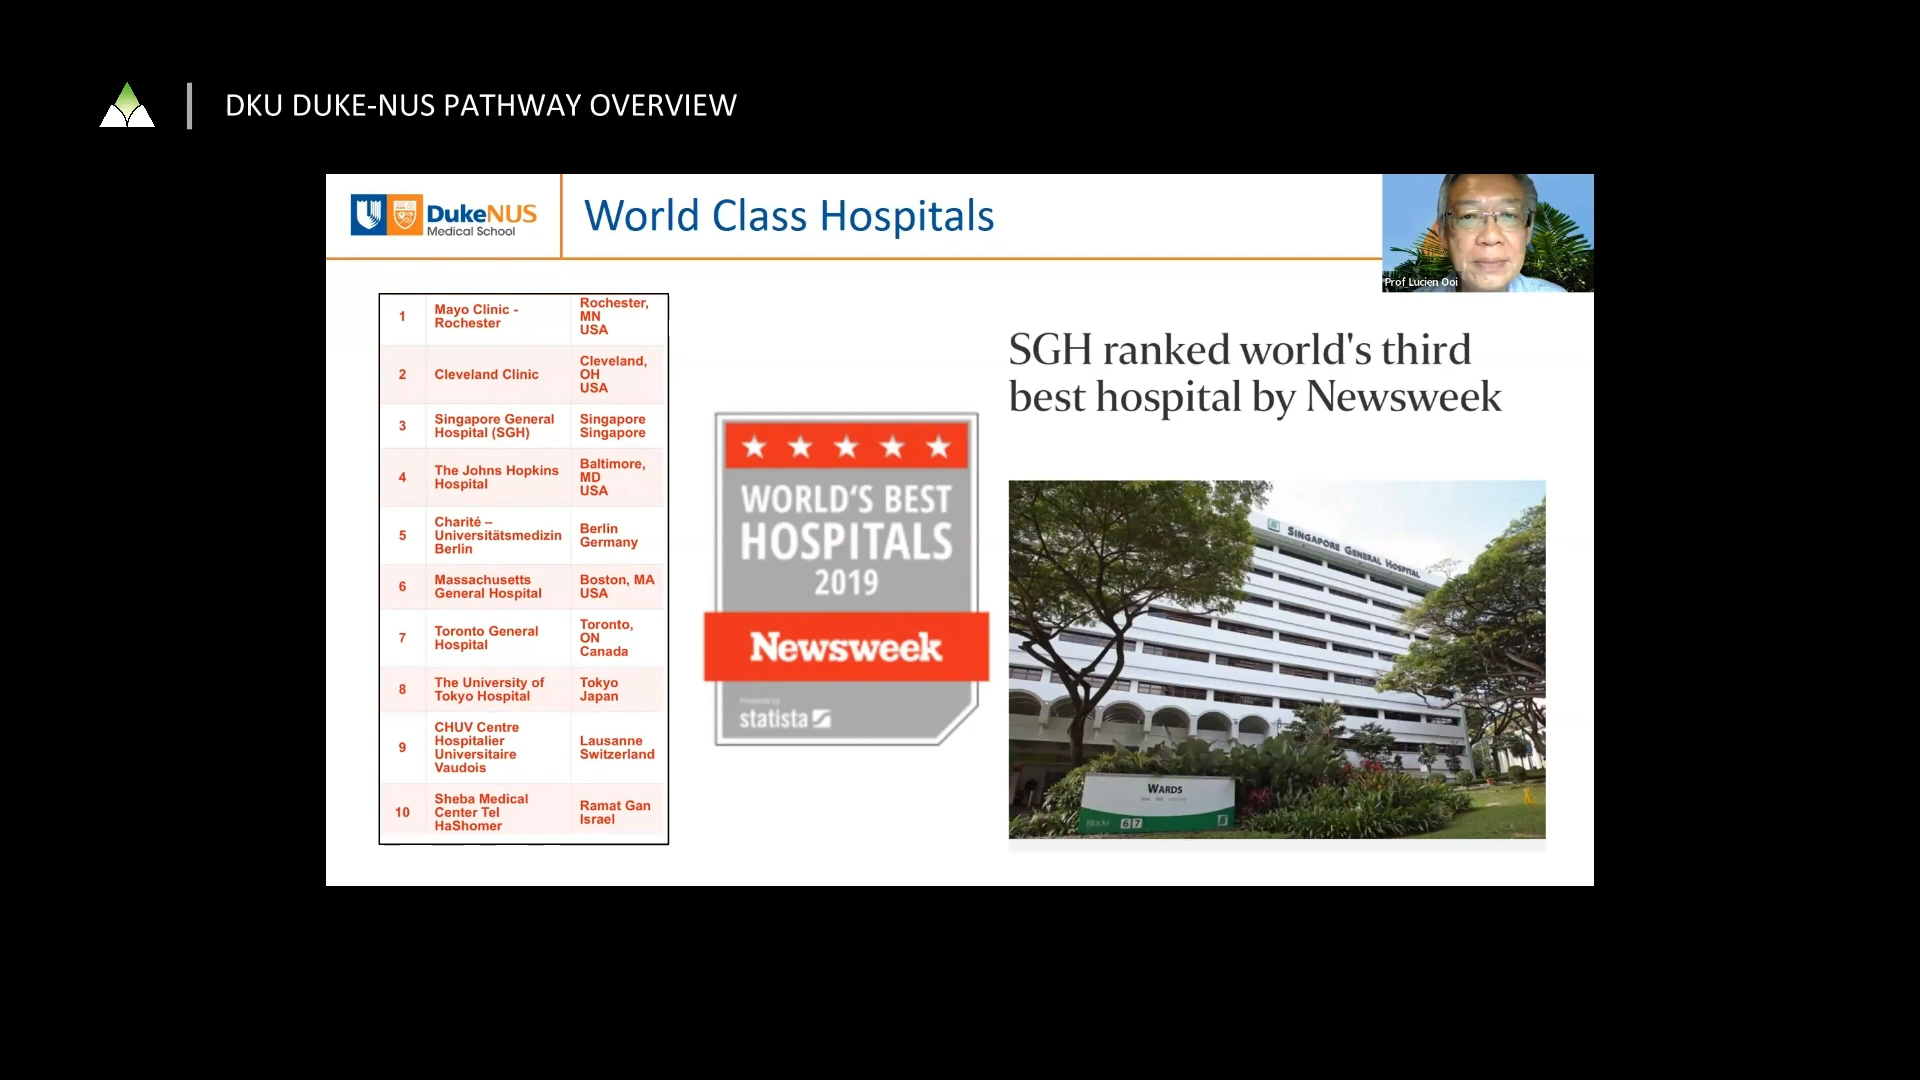 DKU DUKE-NUS PATHWAY OVERVIEW
DukeNUS
Medical School
World Class Hospitals
Prof Lucien Ooi
1
Mayo Clinic -
Rochester
Rochester,
MN
USA
2
Cleveland Clinic
Cleveland,
OH
USA
3
Singapore General
Hospital (SGH)
Singapore
Singapore
4
The Johns Hopkins
Hospital
Baltimore,
MD
USA
5
Charité –
Universitätsmedizin
Berlin
Berlin
Germany
6
Massachusetts
General Hospital
Boston, MA
USA
7
Toronto General
Hospital
Toronto,
ON
Canada
8
The University of
Tokyo Hospital
Tokyo
Japan
9
CHUV Centre
Hospitalier
Universitaire
Vaudois
Lausanne
Switzerland
10
Sheba Medical
Center Tel
HaShomer
Ramat Gan
Israel
WORLD‘S BEST
HOSPITALS
2019
Newsweek
Powered by
statista
SGH ranked world's third
best hospital by Newsweek
SINGAPORE GENERAL HOSPITAL
WARDS
Blocks 6 7